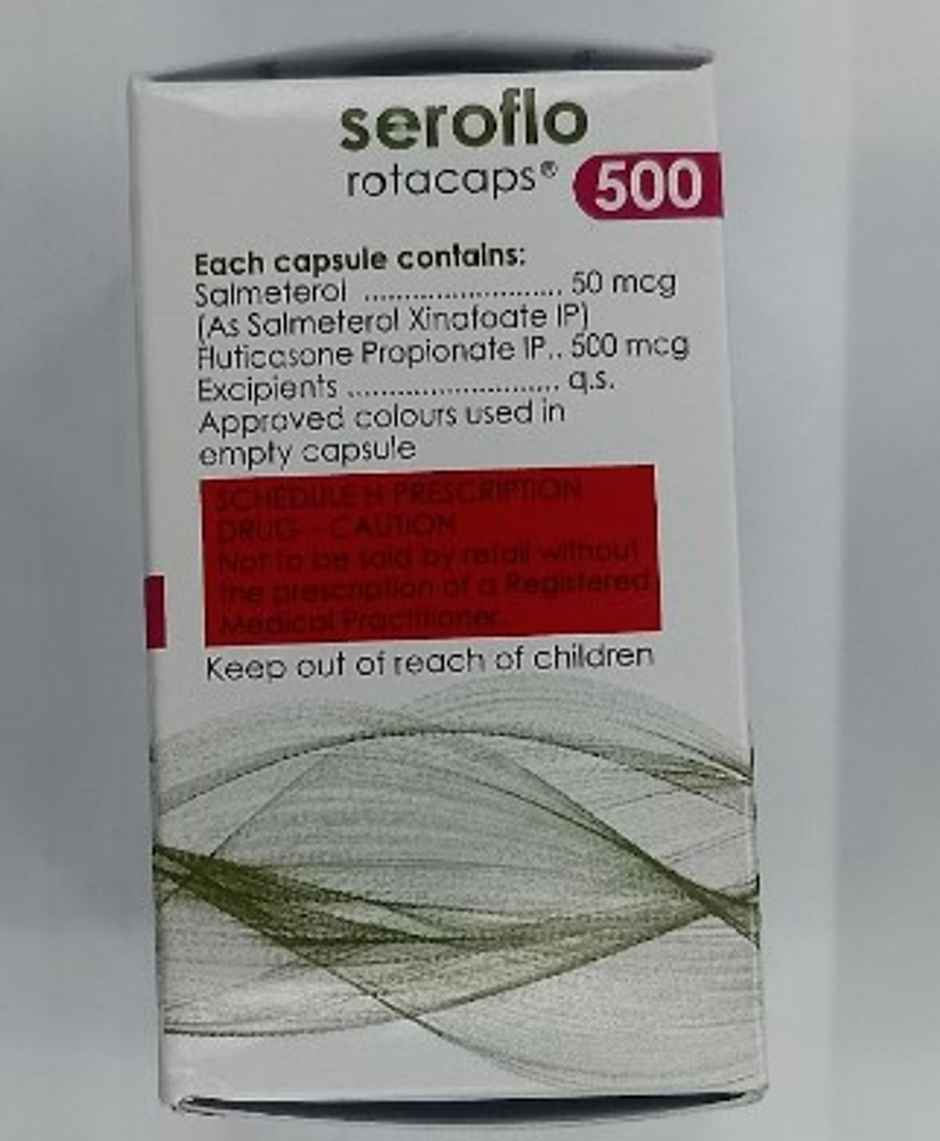 seroflo
rotacaps®
500
Each capsule contains:
Salmeterol ........................ 50 mcg
(As Salmeterol Xinafoate IP)
Fluticasone Propionate IP.. 500 mcg
Excipients ......................... q.s.
Approved colours used in
empty capsule
SCHEDULE H PRESCRIPTION
DRUG - CAUTION
Not to be sold by retail without
the prescription of a Registered
Medical Practitioner.
Keep out of reach of children